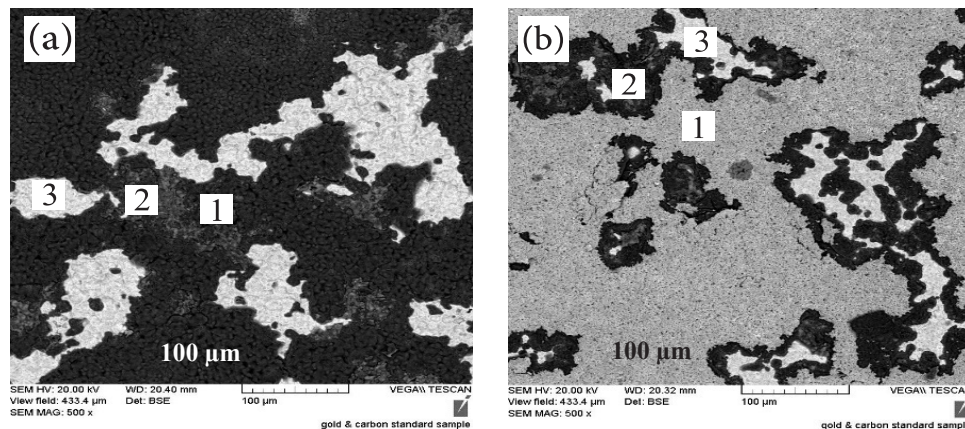 (a)
3
2
1
100 μm
SEM HV: 20.00 kV WD: 20.40 mm VEGA\\ TESCAN
View field: 433.4 μm Det: BSE 100 μm
SEM MAG: 500 x
gold & carbon standard sample
(b)
3
2
1
100 μm
SEM HV: 20.00 kV WD: 20.32 mm VEGA\\ TESCAN
View field: 433.4 μm Det: BSE 100 μm
SEM MAG: 500 x
gold & carbon standard sample